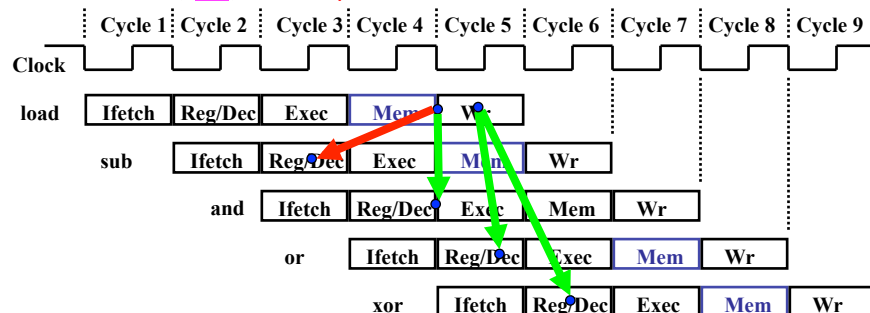 Cycle 1 Cycle 2 Cycle 3 Cycle 4 Cycle 5 Cycle 6 Cycle 7 Cycle 8 Cycle 9
Clock
load Ifetch Reg/Dec Exec Mem Wr
sub Ifetch Reg/Dec Exec Mem Wr
and Ifetch Reg/Dec Exec Mem Wr
or Ifetch Reg/Dec Exec Mem Wr
xor Ifetch Reg/Dec Exec Mem Wr